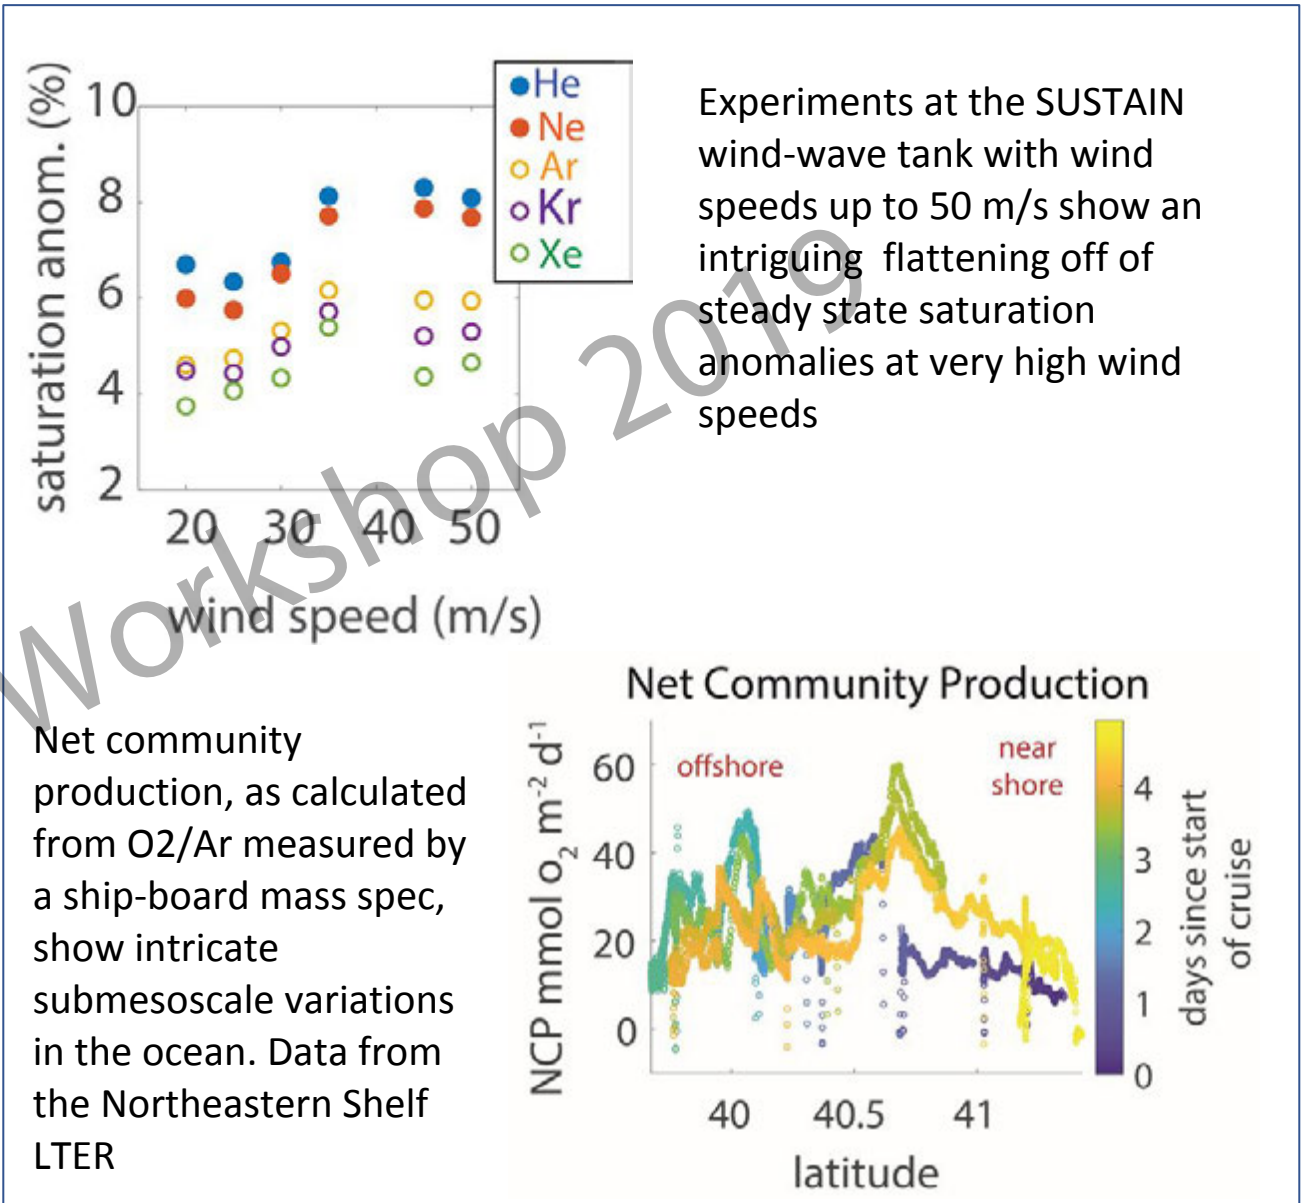 saturation anom. (%)
10
8
6
4
2
20 30 40 50
wind speed (m/s)
He
Ne
Ar
Kr
Xe
Experiments at the SUSTAIN
wind-wave tank with wind
speeds up to 50 m/s show an
intriguing flattening off of
steady state saturation
anomalies at very high wind
speeds
Workshop 2019
Net community
production, as calculated
from O2/Ar measured by
a ship-board mass spec,
show intricate
submesoscale variations
in the ocean. Data from
the Northeastern Shelf
LTER
Net Community Production
NCP mmol o₂ m⁻² d⁻¹
60
40
20
0
offshore
near
shore
40 40.5 41
latitude
4
3
2
1
0
days since start
of cruise